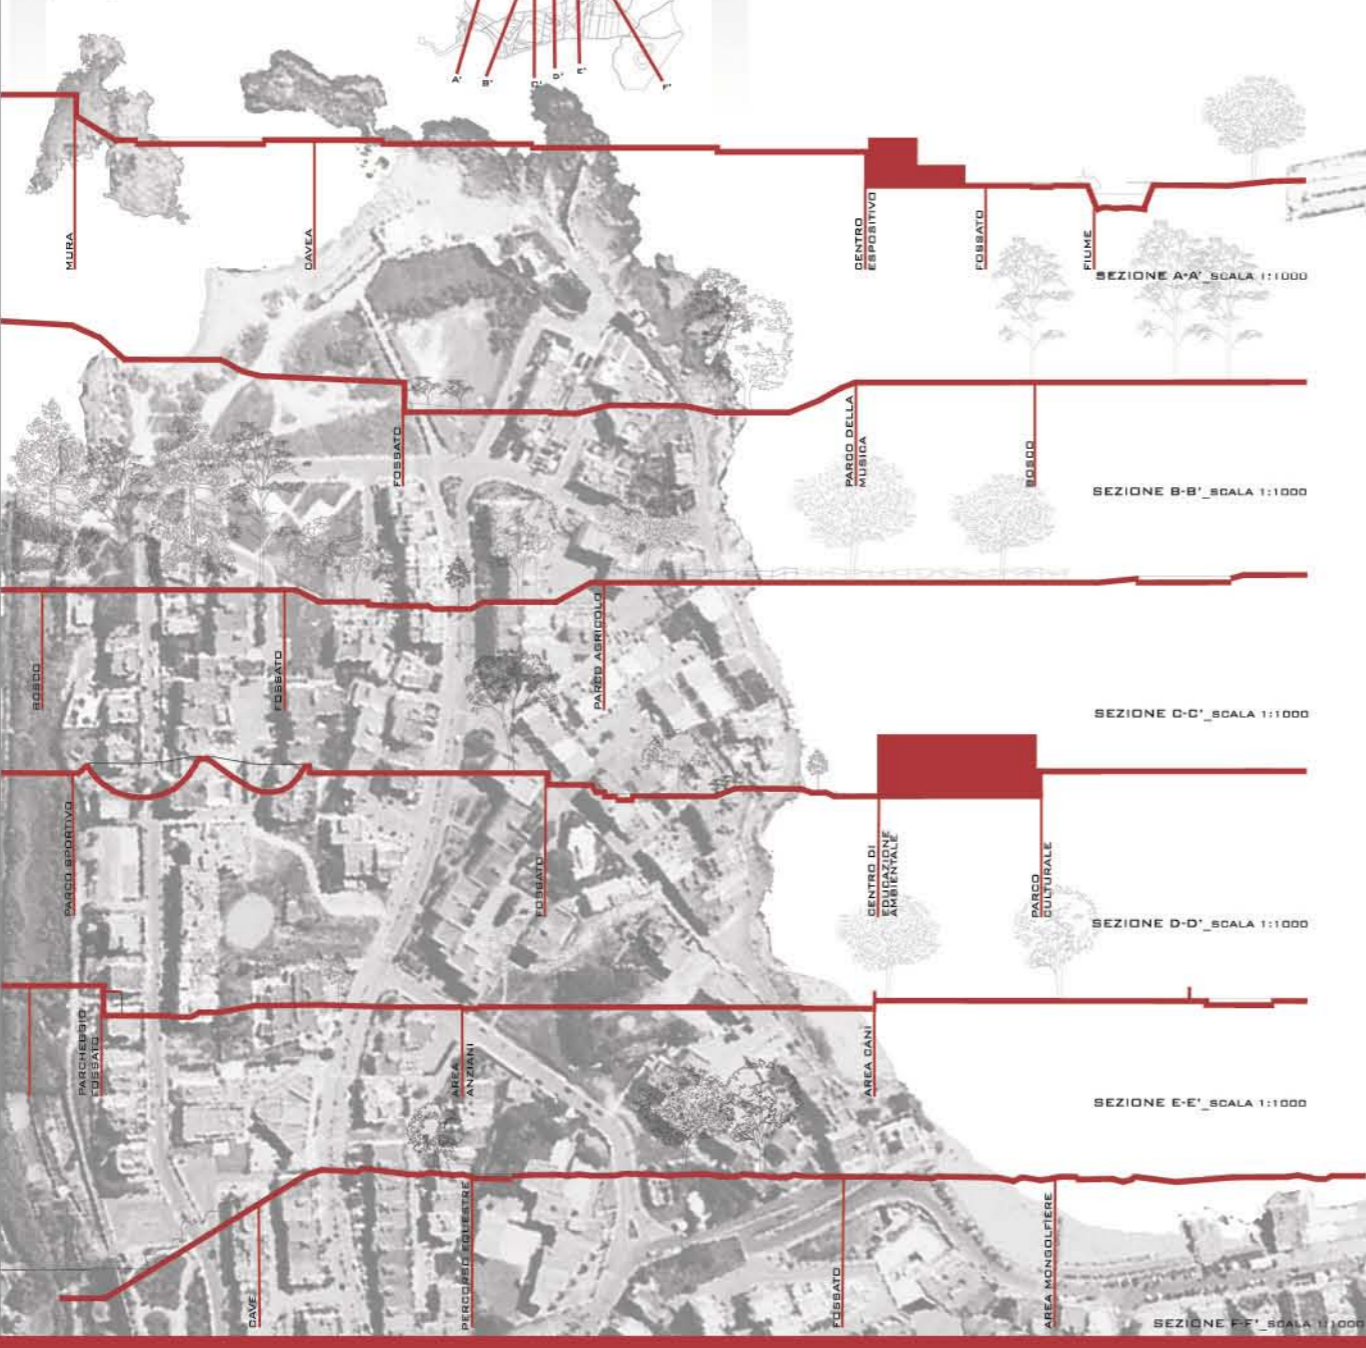 A'
B'
C'
D'
E'
F'
MURA
CAVEA
CENTRO
ESPOSITIVO
FOSSATO
FIUME
SEZIONE A-A'_SCALA 1:1000
FOSSATO
PARCO DELLA
MUSICA
BOSCO
SEZIONE B-B'_SCALA 1:1000
BOSCO
FOSSATO
PARCO AGRICOLO
SEZIONE C-C'_SCALA 1:1000
PARCO SPORTIVO
FOSSATO
CENTRO DI
EDUCAZIONE
AMBIENTALE
PARCO
CULTURALE
SEZIONE D-D'_SCALA 1:1000
PARCHEGGIO
FOSSATO
AREA
ANZIANI
AREA CANI
SEZIONE E-E'_SCALA 1:1000
CAVE
PERCORSO EQUESTRE
FOSSATO
AREA MONGOLFIERE
SEZIONE F-F'_SCALA 1:1000